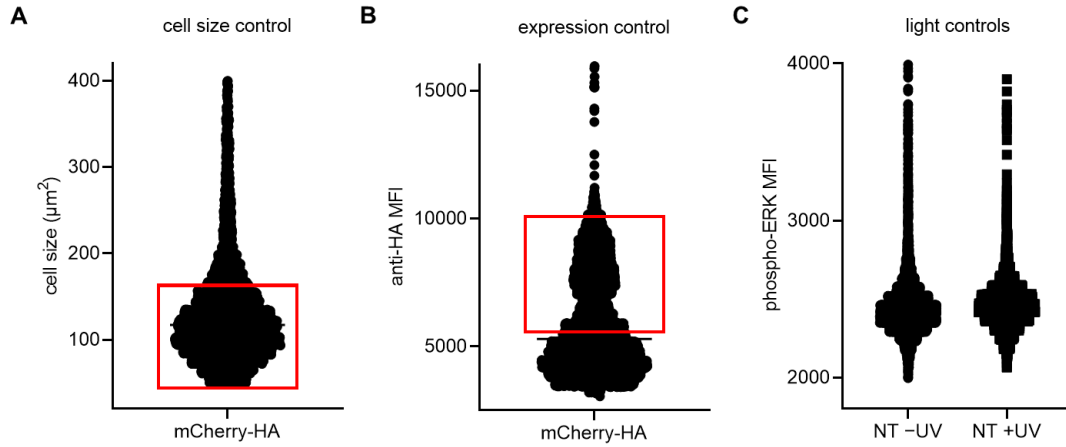 A
cell size control
cell size (µm²)
400
300
200
100
mCherry-HA
B
expression control
anti-HA MFI
15000
10000
5000
mCherry-HA
C
light controls
phospho-ERK MFI
4000
3000
2000
NT −UV
NT +UV